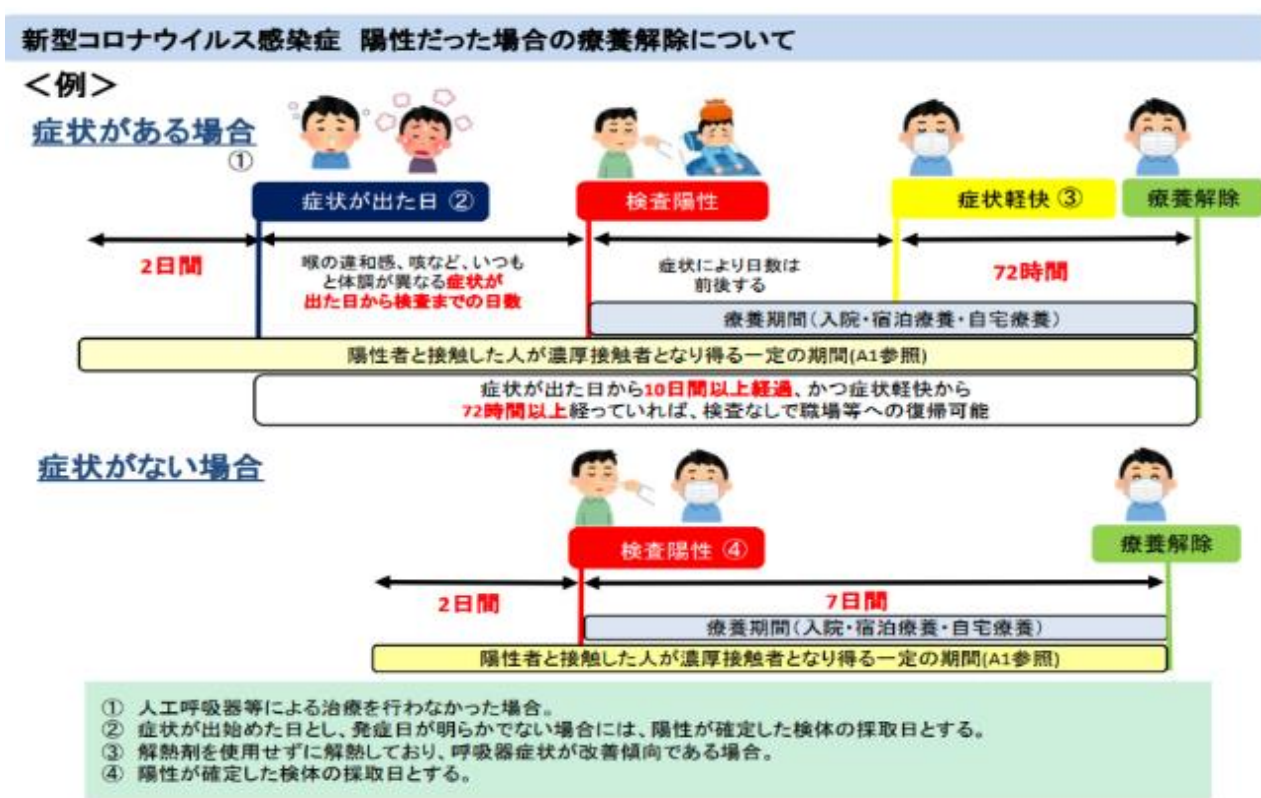 新型コロナウイルス感染症 陽性だった場合の療養解除について
＜例＞
症状がある場合
①
症状が出た日 ②
検査陽性
症状軽快 ③
療養解除
2日間
喉の違和感、咳など、いつも
と体調が異なる症状が
出た日から検査までの日数
症状により日数は
前後する
72時間
療養期間（入院・宿泊療養・自宅療養）
陽性者と接触した人が濃厚接触者となり得る一定の期間(A1参照)
症状が出た日から10日間以上経過、かつ症状軽快から
72時間以上経っていれば、検査なしで職場等への復帰可能
症状がない場合
検査陽性 ④
療養解除
2日間
7日間
療養期間（入院・宿泊療養・自宅療養）
陽性者と接触した人が濃厚接触者となり得る一定の期間(A1参照)
① 人工呼吸器等による治療を行わなかった場合。
② 症状が出始めた日とし、発症日が明らかでない場合には、陽性が確定した検体の採取日とする。
③ 解熱剤を使用せずに解熱しており、呼吸器症状が改善傾向である場合。
④ 陽性が確定した検体の採取日とする。